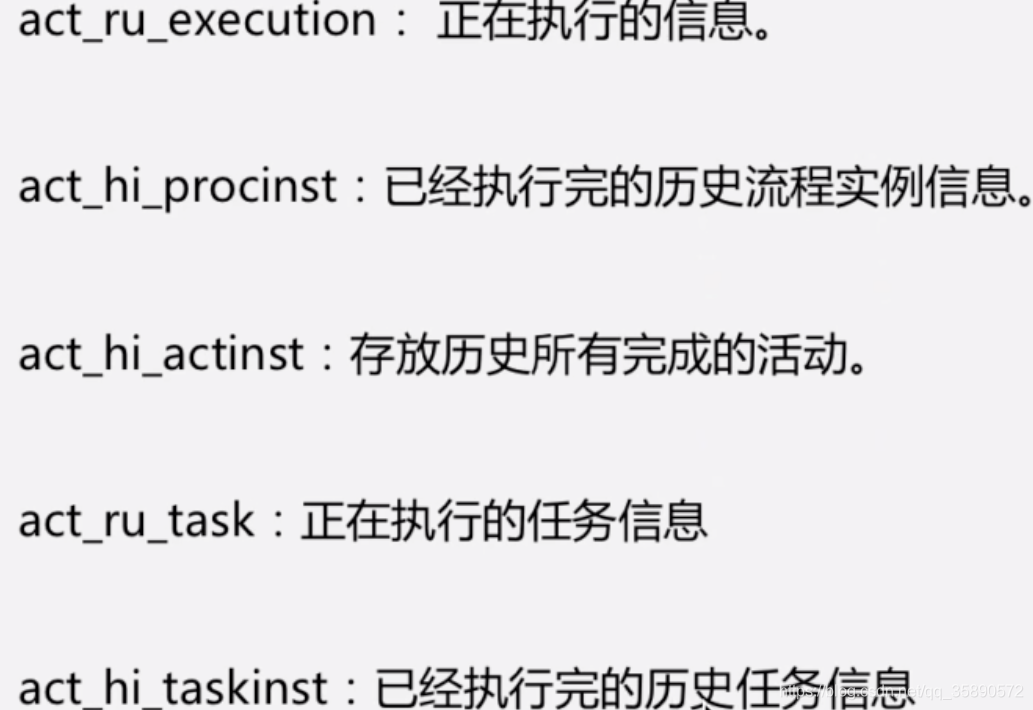 act_ru_execution： 正在执行的信息。
act_hi_procinst：已经执行完的历史流程实例信息。
act_hi_actinst：存放历史所有完成的活动。
act_ru_task：正在执行的任务信息
act_hi_taskinst：已经执行完的历史任务信息
https://blog.csdn.net/qq_35890572